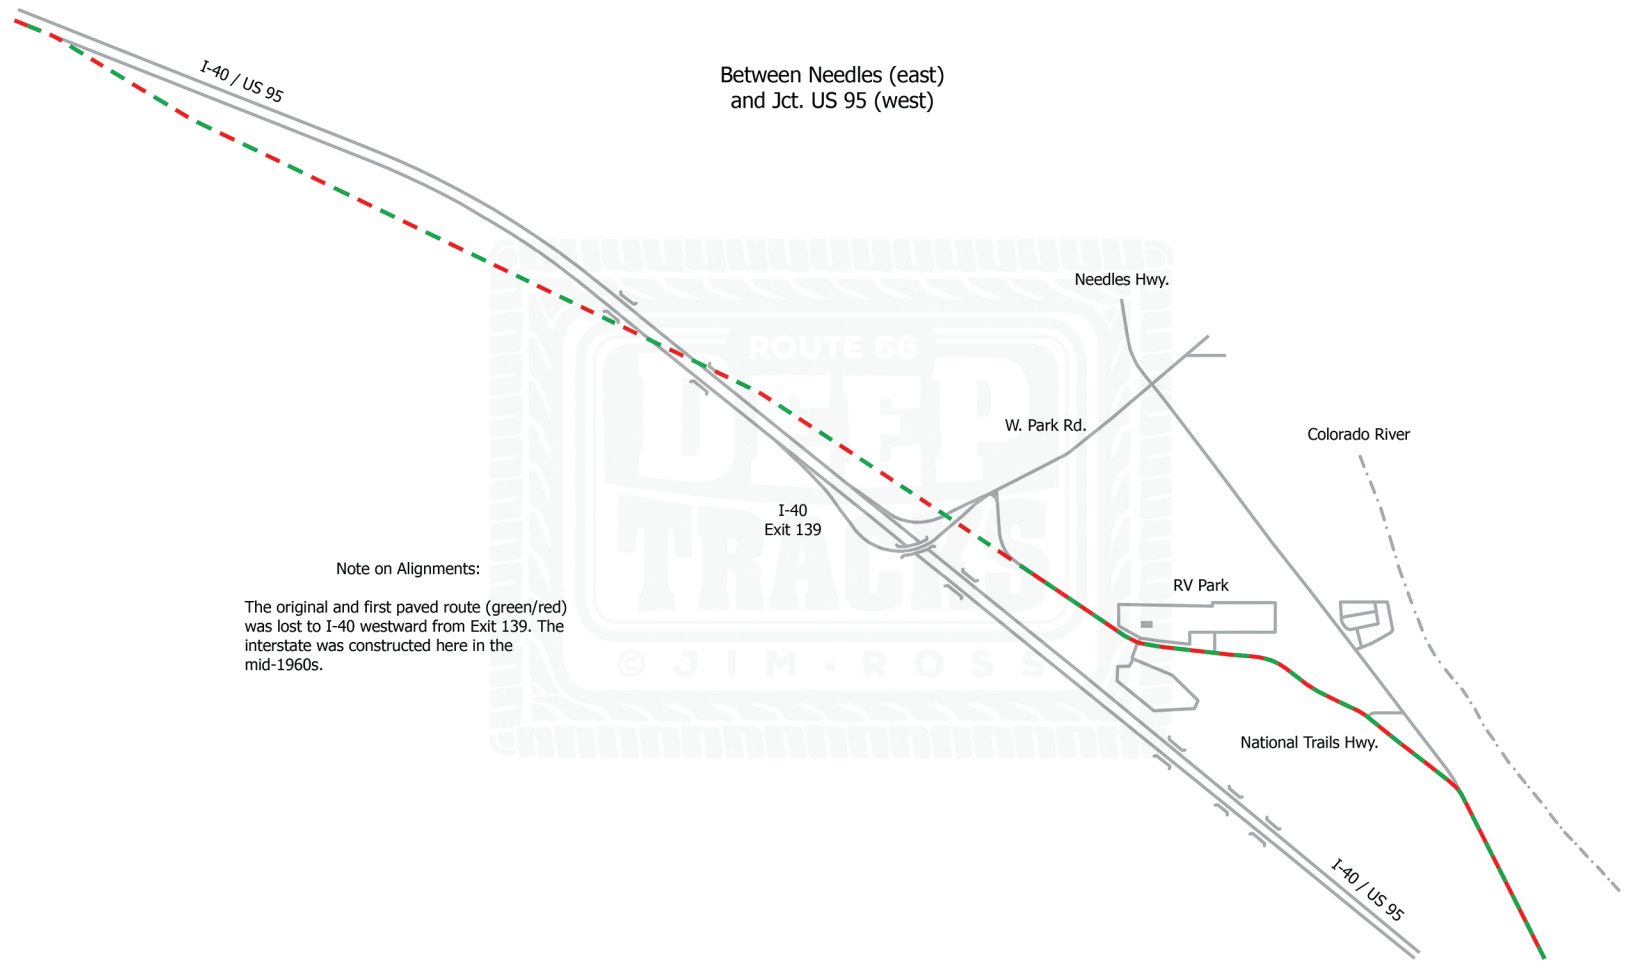 Between Needles (east)
and Jct. US 95 (west)
I-40 / US 95
Needles Hwy.
ROUTE 66
DEEP
TRACKS
© JIM · ROSS
W. Park Rd.
Colorado River
I-40
Exit 139
Note on Alignments:
The original and first paved route (green/red)
was lost to I-40 westward from Exit 139. The
interstate was constructed here in the
mid-1960s.
RV Park
National Trails Hwy.
I-40 / US 95